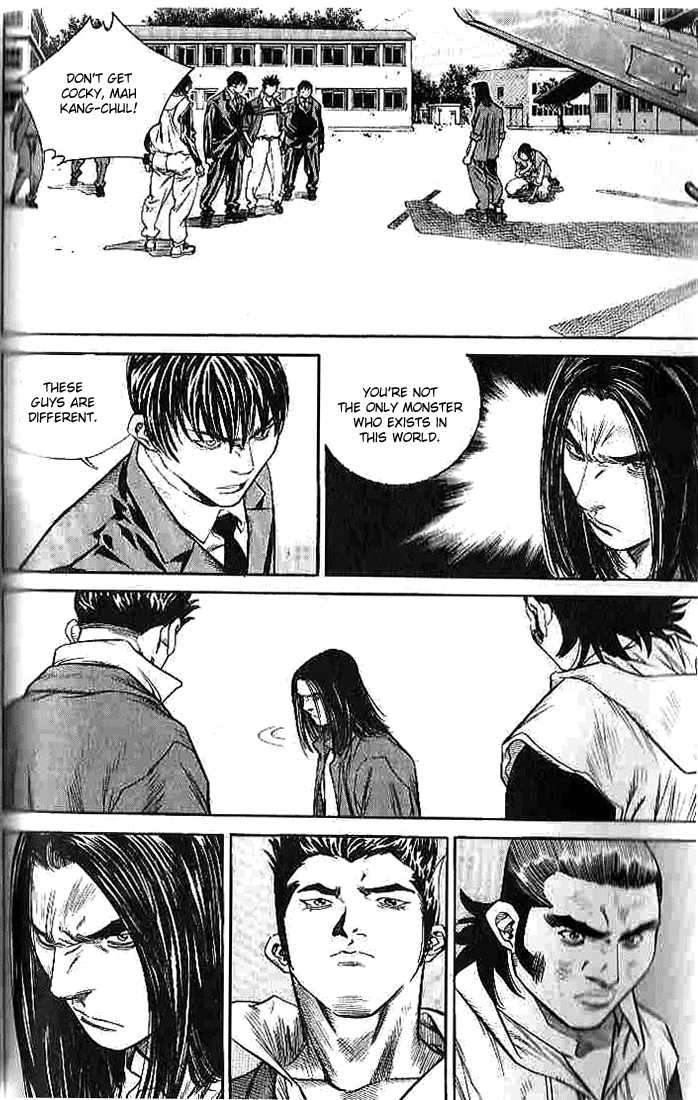 DON'T GET
COCKY, MAH
KANG-CHUL!
THESE
GUYS ARE
DIFFERENT.
YOU'RE NOT
THE ONLY MONSTER
WHO EXISTS IN
THIS WORLD.